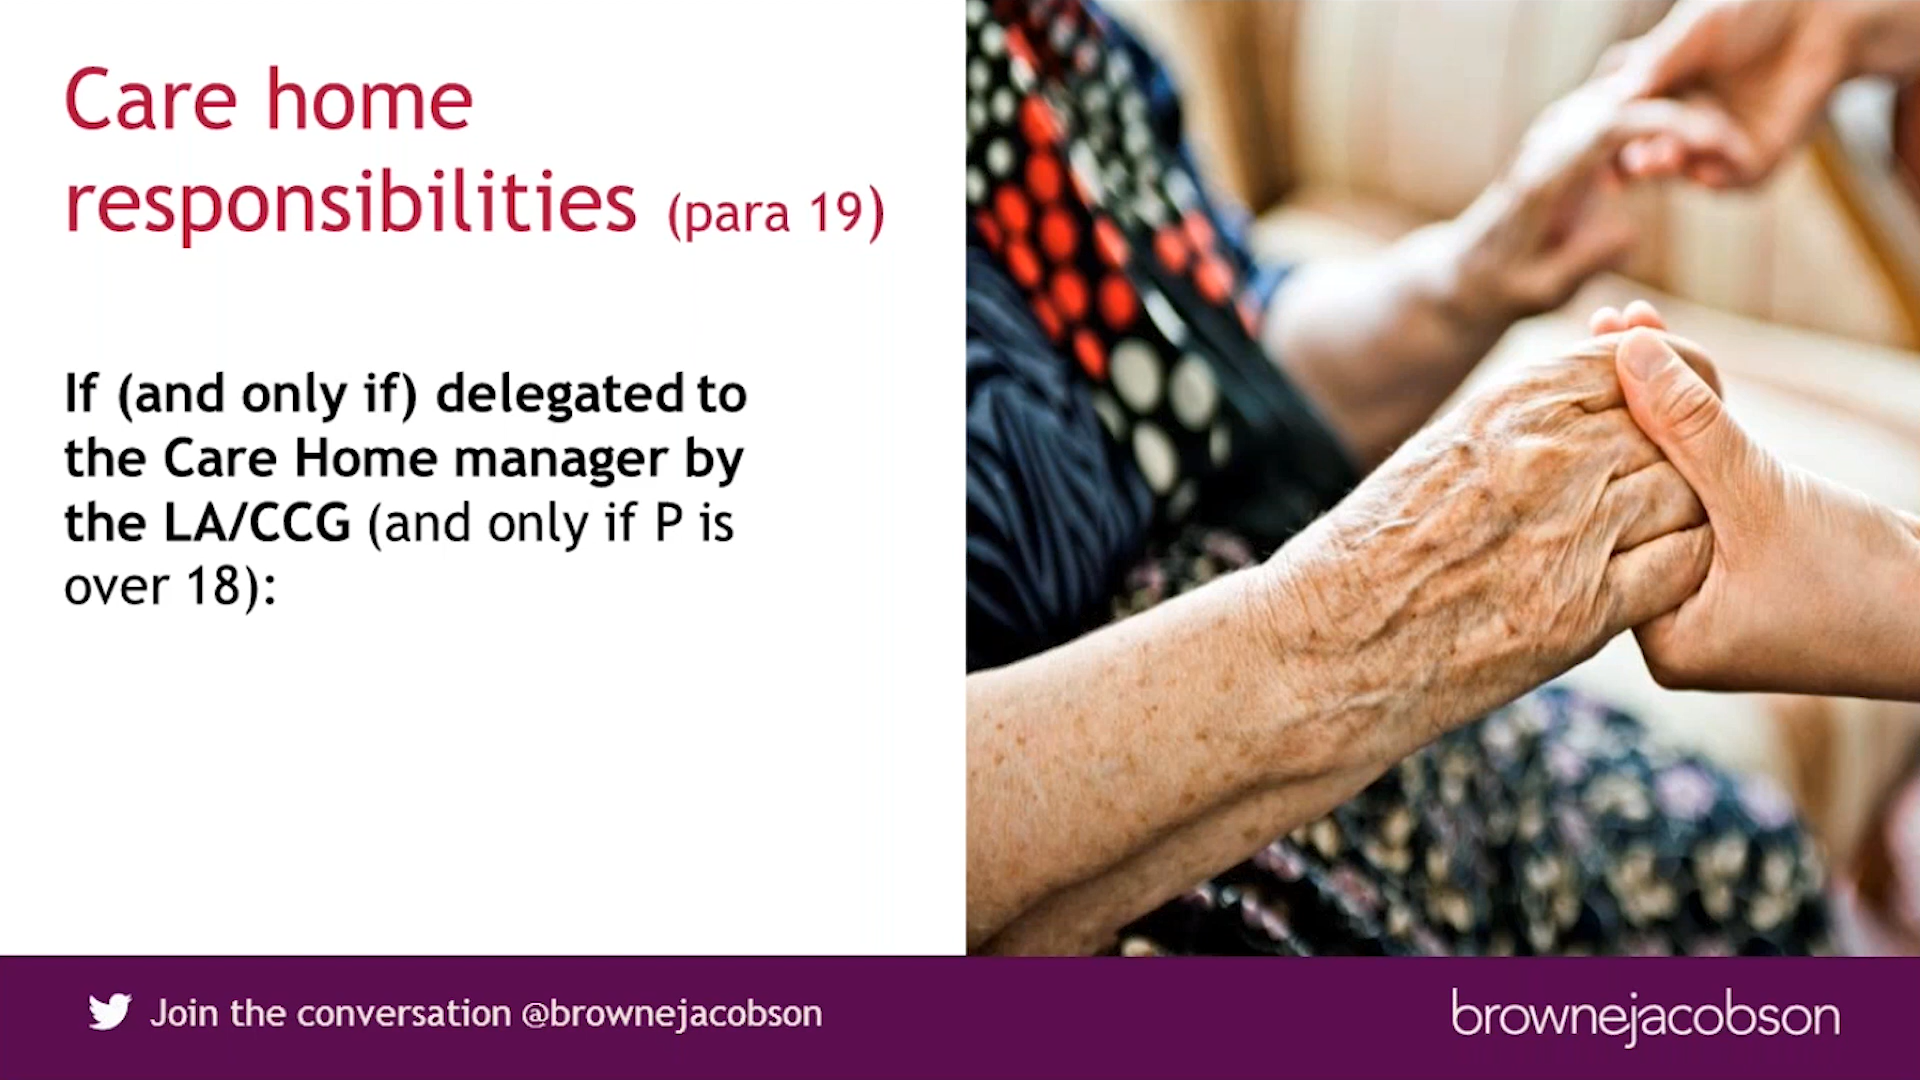 Care home
responsibilities (para 19)
If (and only if) delegated to
the Care Home manager by
the LA/CCG (and only if P is
over 18):
Join the conversation @brownejacobson
brownejacobson